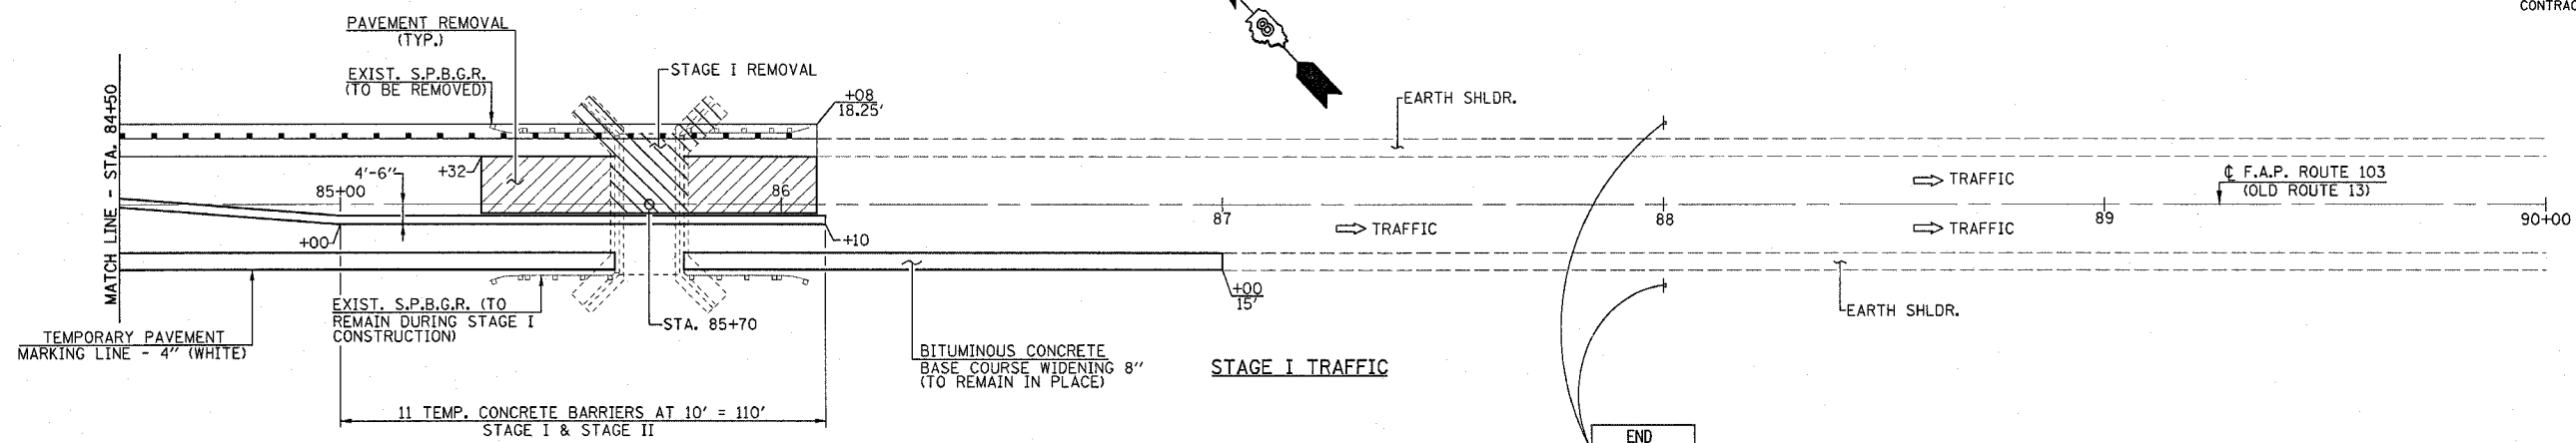 CONTRAC
PAVEMENT REMOVAL
(TYP.)
EXIST. S.P.B.G.R.
(TO BE REMOVED)
STAGE I REMOVAL
+08
18.25'
EARTH SHLDR.
MATCH LINE - STA. 84+50
4'-6"
+32
85+00
86
TRAFFIC
℄ F.A.P. ROUTE 103
(OLD ROUTE 13)
87
88
89
90+00
TRAFFIC
TRAFFIC
+00
+10
+00
15'
EXIST. S.P.B.G.R. (TO
REMAIN DURING STAGE I
CONSTRUCTION)
STA. 85+70
EARTH SHLDR.
TEMPORARY PAVEMENT
MARKING LINE - 4" (WHITE)
BITUMINOUS CONCRETE
BASE COURSE WIDENING 8"
(TO REMAIN IN PLACE)
STAGE I TRAFFIC
11 TEMP. CONCRETE BARRIERS AT 10' = 110'
STAGE I & STAGE II
END